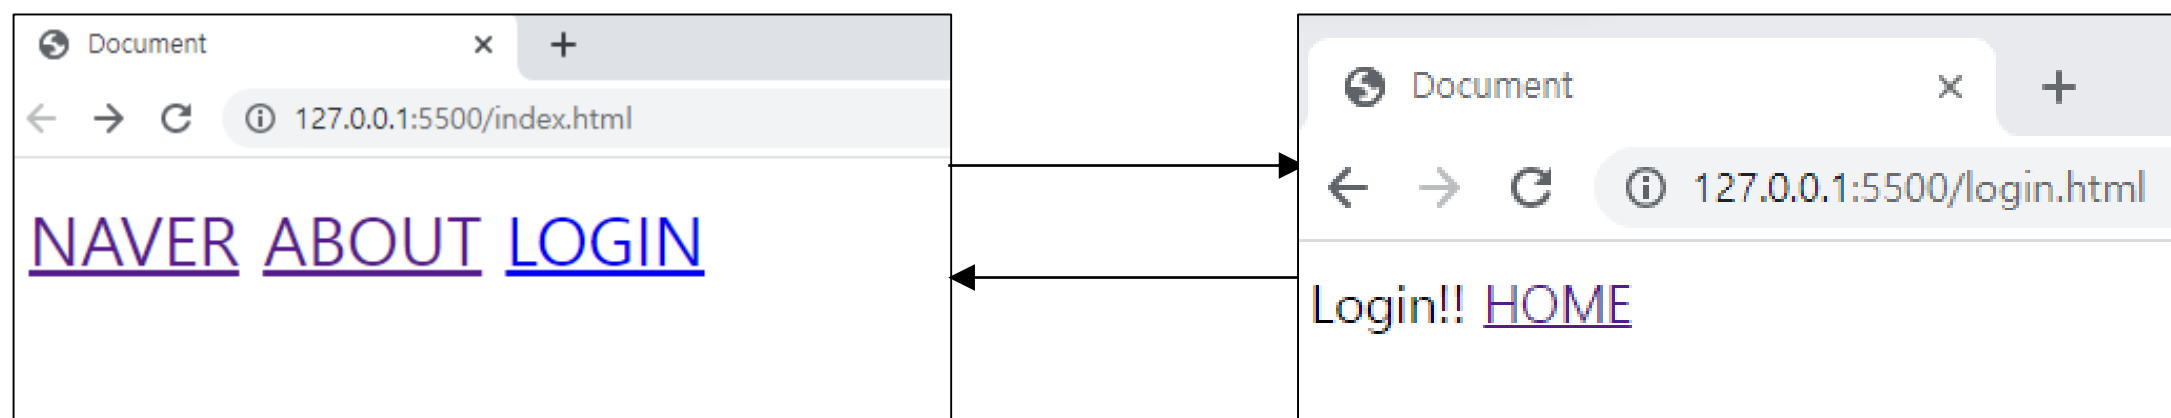 Document
127.0.0.1:5500/index.html
NAVER ABOUT LOGIN
Document
127.0.0.1:5500/login.html
Login!! HOME